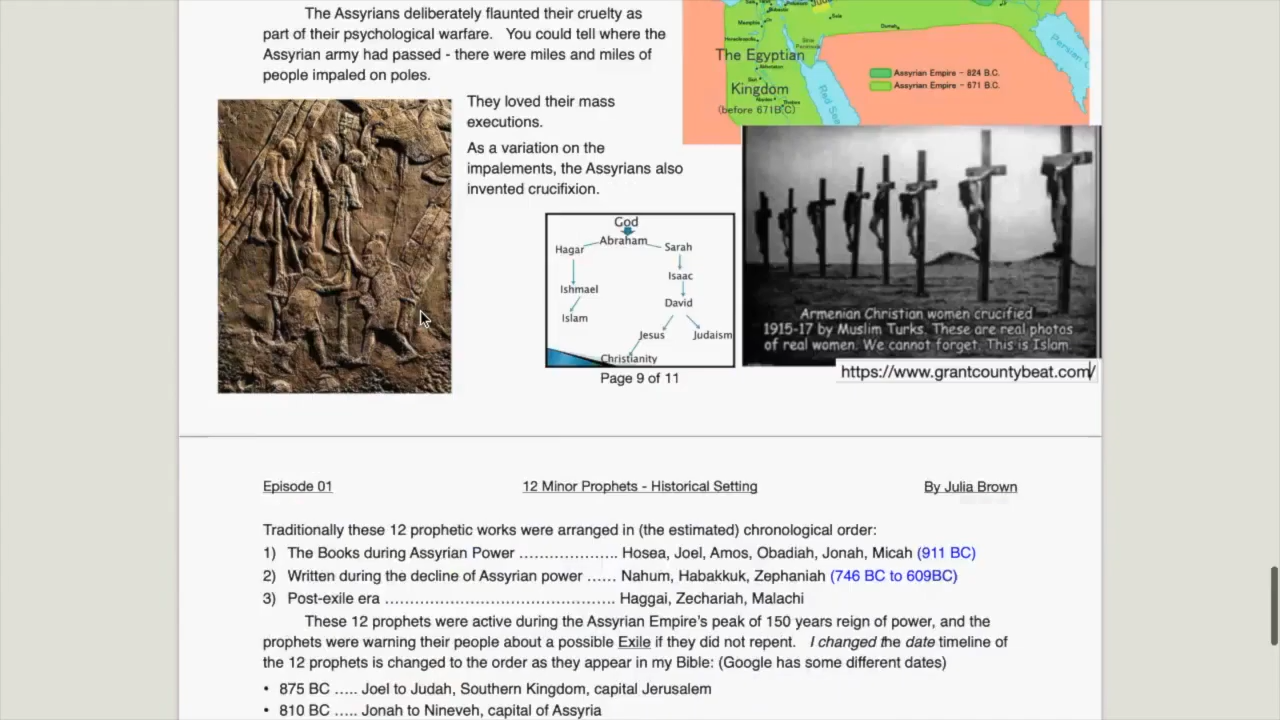 The Assyrians deliberately flaunted their cruelty as
part of their psychological warfare. You could tell where the
Assyrian army had passed - there were miles and miles of
people impaled on poles.
They loved their mass
executions.
As a variation on the
impalements, the Assyrians also
invented crucifixion.
The Egyptian
Kingdom
(before 671B.C)
Red Sea
Persian
Memphis
Sinai
Assyrian Empire - 824 B.C.
Assyrian Empire - 671 B.C.
God
Abraham
Hagar
Sarah
Isaac
Ishmael
David
Islam
Jesus
Judaism
Christianity
Armenian Christian women crucified
1915-17 by Muslim Turks. These are real photos
of real women. We cannot forget. This is Islam.
https://www.grantcountybeat.com/
Page 9 of 11
Episode 01
12 Minor Prophets - Historical Setting
By Julia Brown
Traditionally these 12 prophetic works were arranged in (the estimated) chronological order:
1) The Books during Assyrian Power ................... Hosea, Joel, Amos, Obadiah, Jonah, Micah (911 BC)
2) Written during the decline of Assyrian power ...... Nahum, Habakkuk, Zephaniah (746 BC to 609BC)
3) Post-exile era ............................................ Haggai, Zechariah, Malachi
These 12 prophets were active during the Assyrian Empire's peak of 150 years reign of power, and the
prophets were warning their people about a possible Exile if they did not repent. I changed the date timeline of
the 12 prophets is changed to the order as they appear in my Bible: (Google has some different dates)
• 875 BC ..... Joel to Judah, Southern Kingdom, capital Jerusalem
• 810 BC ..... Jonah to Nineveh, capital of Assyria